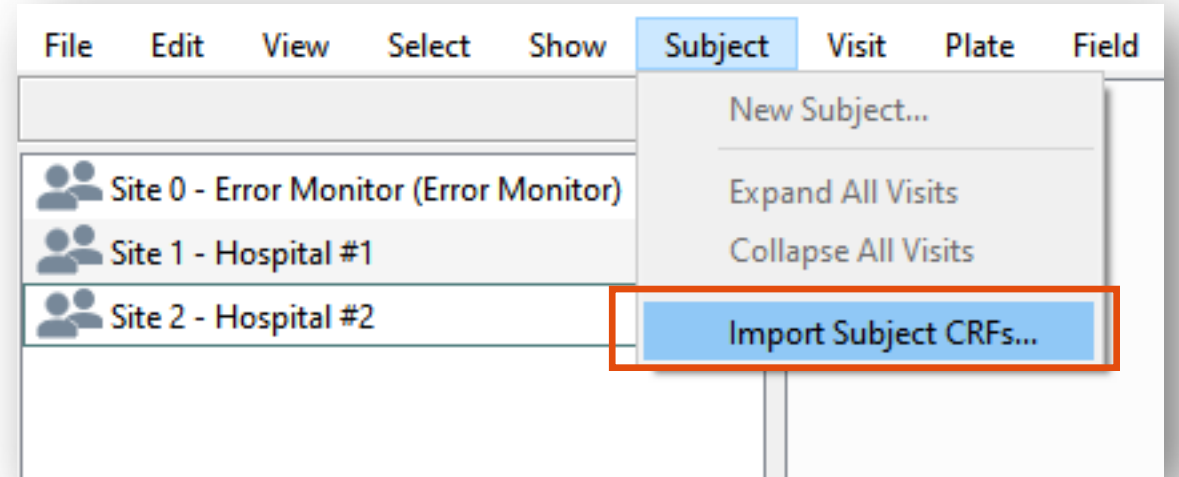 File Edit View Select Show Subject Visit Plate Field
New Subject...
Site 0 - Error Monitor (Error Monitor)
Expand All Visits
Site 1 - Hospital #1
Collapse All Visits
Site 2 - Hospital #2
Import Subject CRFs...